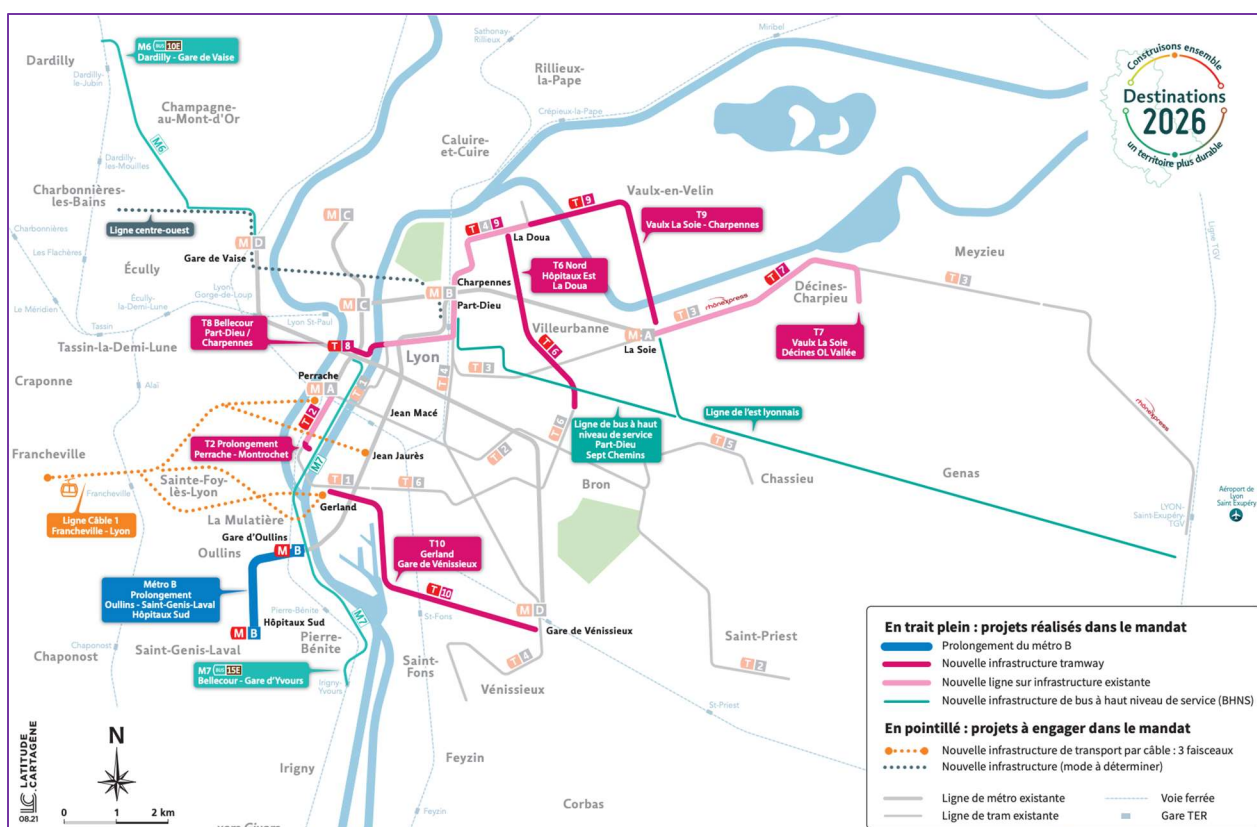 Construisons ensemble
Destinations
2026
un territoire plus durable
M6 BUS 10E
Dardilly - Gare de Vaise
Dardilly
Dardilly-
le-Jubin
Champagne-
au-Mont-d'Or
M6
Dardilly-
les-Mouilles
Sathonay-
Rillieux
Rillieux-
la-Pape
Miribel
Crépieux-la-Pape
Caluire-
et-Cuire
Charbonnières-
les-Bains
Ligne centre-ouest
Charbonnières
Les Flachères
Écully
M D
Gare de Vaise
M C
Vaulx-en-Velin
T 9
T 4 9
La Doua
T9
Vaulx La Soie - Charpennes
Ligne TGV
Meyzieu
Le Méridien
Écully-
la-Demi-Lune
Lyon
Gorge-de-Loup
Tassin
Tassin-la-Demi-Lune
Lyon St-Paul
M C
Charpennes
M B
Part-Dieu
T6 Nord
Hôpitaux Est
La Doua
T 7
Décines-
Charpieu
T 3
rhônexpress
T 3
T8 Bellecour
Part-Dieu /
Charpennes
T 8
Lyon
Villeurbanne
M A
La Soie
T7
Vaulx La Soie
Décines OL Vallée
Craponne
Alaï
Perrache
M A
T 1
T 4
T 3
T 6
Jean Macé
T 2
T2 Prolongement
Perrache - Montrochet
M7
Jean Jaurès
T 2
T 6
Ligne de bus à haut
niveau de service
Part-Dieu
Sept Chemins
Ligne de l'est lyonnais
rhônexpress
T 5
Chassieu
Genas
Francheville
Francheville
Sainte-Foy-
lès-Lyon
Ligne Câble 1
Francheville - Lyon
La Mulatière
T 1
T 6
Gerland
Bron
LYON-
Saint-Exupéry-
TGV
Aéroport de
Lyon
Saint Exupéry
Gare d'Oullins
Oullins
M B
T10
Gerland
Gare de Vénissieux
Métro B
Prolongement
Oullins - Saint-Genis-Laval
Hôpitaux Sud
T 10
M D
Gare de Vénissieux
Pierre-Bénite
St-Fons
M7
Hôpitaux Sud
M B
Chaponost
Chaponost
Saint-Genis-Laval
Pierre-
Bénite
Saint-
Fons
M7 BUS 15E
Bellecour - Gare d'Yvours
Irigny-
Yvours
T 4
Vénissieux
Saint-Priest
T 2
St-Priest
Irigny
Feyzin
Feyzin
Corbas
N
0 1 2 km
LATITUDE
CARTAGÈNE
08.21
En trait plein : projets réalisés dans le mandat
Prolongement du métro B
Nouvelle infrastructure tramway
Nouvelle ligne sur infrastructure existante
Nouvelle infrastructure de bus à haut niveau de service (BHNS)
En pointillé : projets à engager dans le mandat
Nouvelle infrastructure de transport par câble : 3 faisceaux
Nouvelle infrastructure (mode à déterminer)
Ligne de métro existante
Voie ferrée
Ligne de tram existante
Gare TER